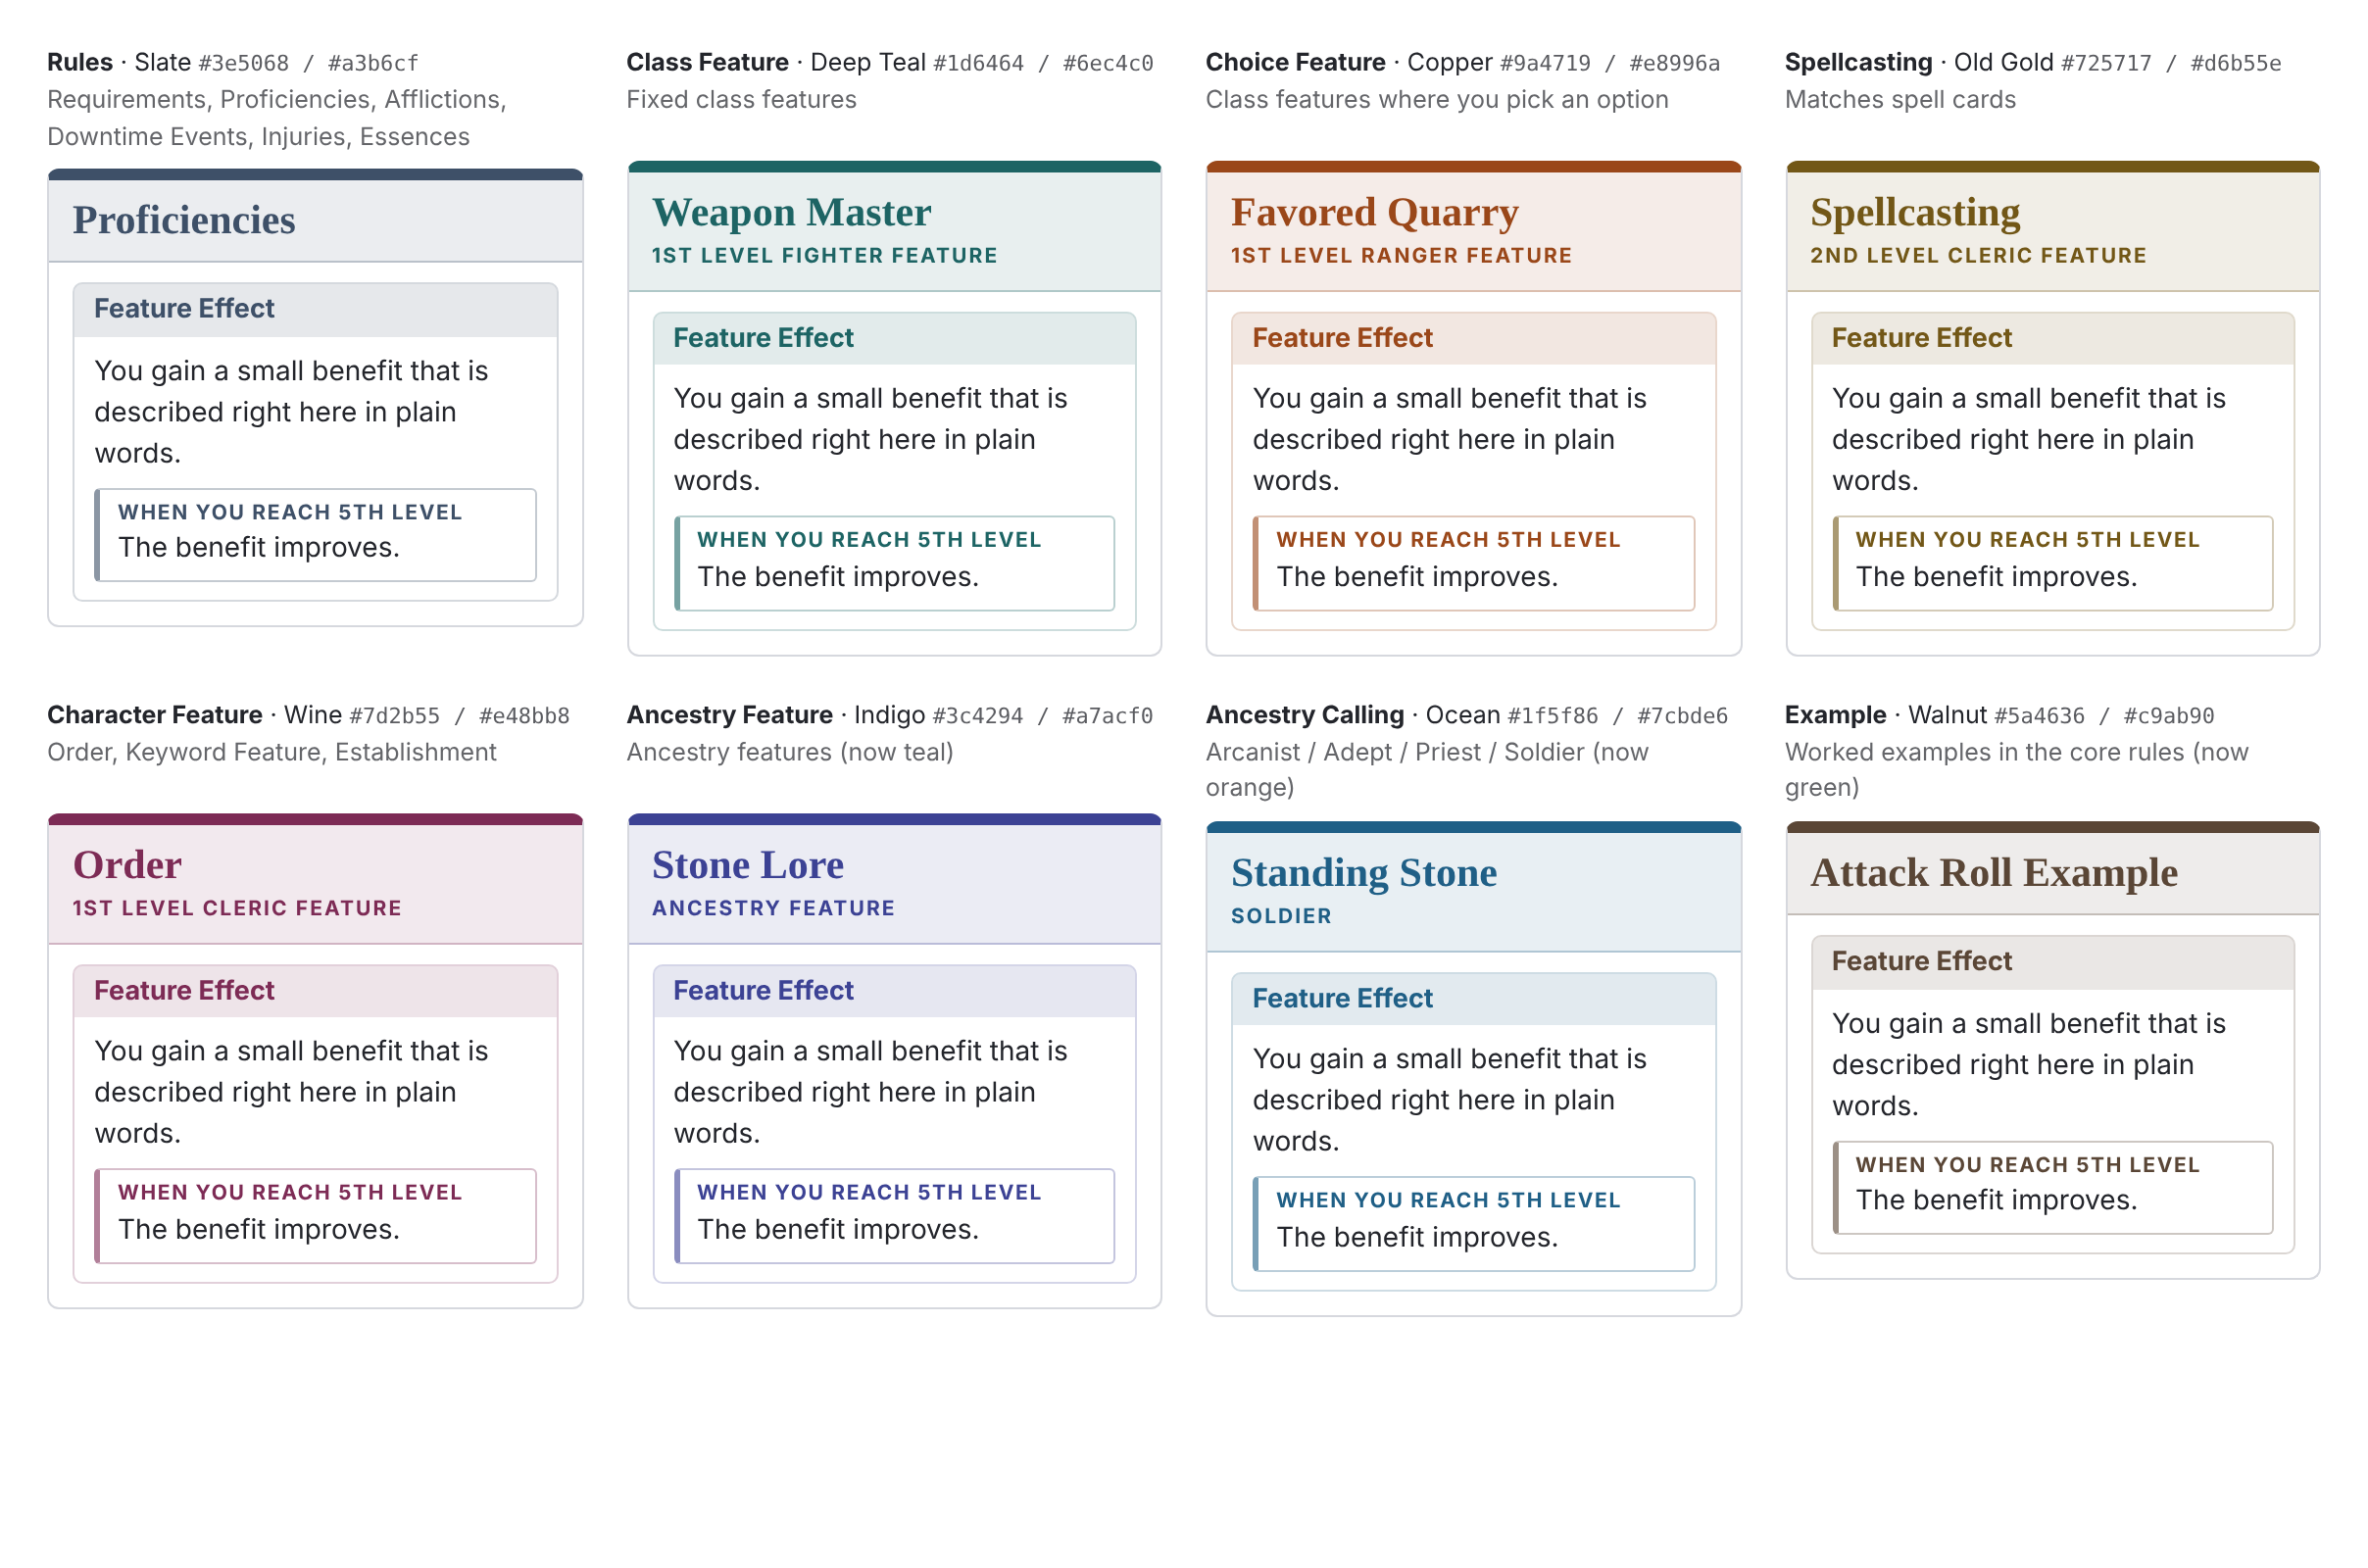 Rules · Slate #3e5068 / #a3b6cf
Requirements, Proficiencies, Afflictions,
Downtime Events, Injuries, Essences
Proficiencies
Feature Effect
You gain a small benefit that is
described right here in plain
words.
WHEN YOU REACH 5TH LEVEL
The benefit improves.
Class Feature · Deep Teal #1d6464 / #6ec4c0
Fixed class features
Weapon Master
1ST LEVEL FIGHTER FEATURE
Feature Effect
You gain a small benefit that is
described right here in plain
words.
WHEN YOU REACH 5TH LEVEL
The benefit improves.
Choice Feature · Copper #9a4719 / #e8996a
Class features where you pick an option
Favored Quarry
1ST LEVEL RANGER FEATURE
Feature Effect
You gain a small benefit that is
described right here in plain
words.
WHEN YOU REACH 5TH LEVEL
The benefit improves.
Spellcasting · Old Gold #725717 / #d6b55e
Matches spell cards
Spellcasting
2ND LEVEL CLERIC FEATURE
Feature Effect
You gain a small benefit that is
described right here in plain
words.
WHEN YOU REACH 5TH LEVEL
The benefit improves.
Character Feature · Wine #7d2b55 / #e48bb8
Order, Keyword Feature, Establishment
Order
1ST LEVEL CLERIC FEATURE
Feature Effect
You gain a small benefit that is
described right here in plain
words.
WHEN YOU REACH 5TH LEVEL
The benefit improves.
Ancestry Feature · Indigo #3c4294 / #a7acf0
Ancestry features (now teal)
Stone Lore
ANCESTRY FEATURE
Feature Effect
You gain a small benefit that is
described right here in plain
words.
WHEN YOU REACH 5TH LEVEL
The benefit improves.
Ancestry Calling · Ocean #1f5f86 / #7cbde6
Arcanist / Adept / Priest / Soldier (now
orange)
Standing Stone
SOLDIER
Feature Effect
You gain a small benefit that is
described right here in plain
words.
WHEN YOU REACH 5TH LEVEL
The benefit improves.
Example · Walnut #5a4636 / #c9ab90
Worked examples in the core rules (now
green)
Attack Roll Example
Feature Effect
You gain a small benefit that is
described right here in plain
words.
WHEN YOU REACH 5TH LEVEL
The benefit improves.